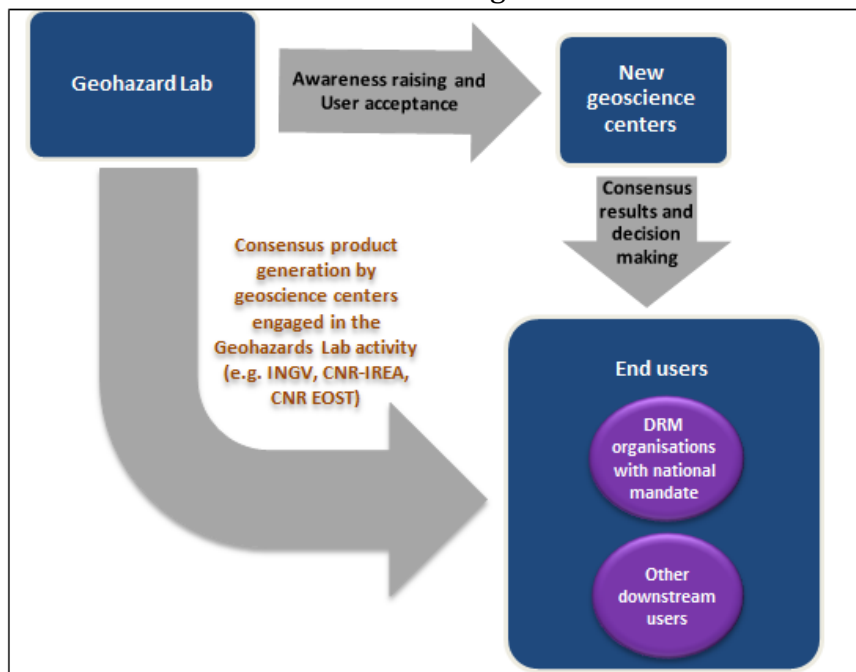 Geohazard Lab
Awareness raising and
User acceptance
New
geoscience
centers
Consensus
results and
decision
making
Consensus product
generation by
geoscience centers
engaged in the
Geohazards Lab activity
(e.g. INGV, CNR-IREA,
CNR EOST)
End users
DRM
organisations
with national
mandate
Other
downstream
users